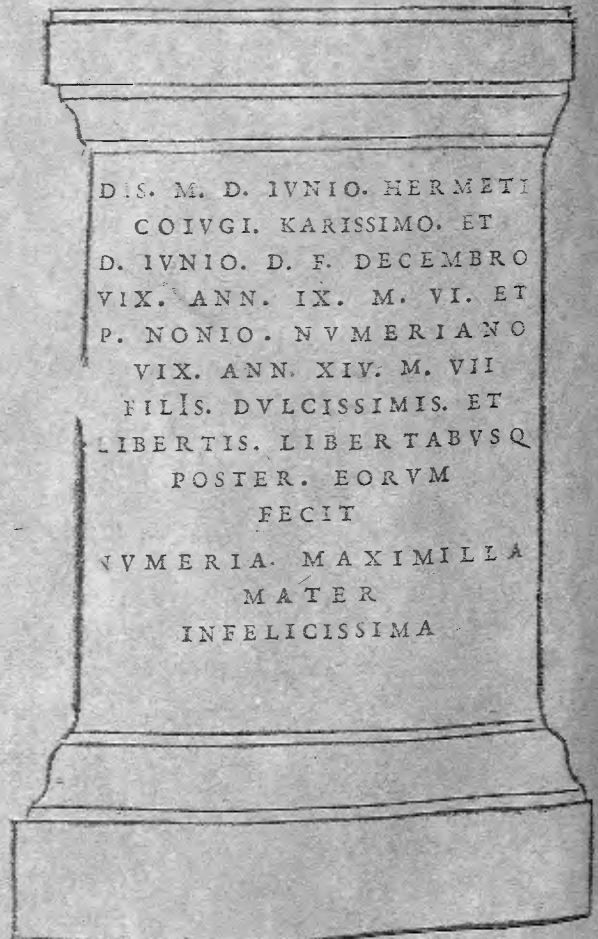 DIS. M. D. IVNIO. HERMETI
COIVGI. KARISSIMO. ET
D. IVNIO. D. F. DECEMBRO
VIX. ANN. IX. M. VI. ET
P. NONIO. NVMERIANO
VIX. ANN. XIV. M. VII
FILIS. DVLCISSIMIS. ET
LIBERTIS. LIBERTABVSQ
POSTER. EORVM
FECIT
NVMERIA. MAXIMILLA
MATER
INFELICISSIMA